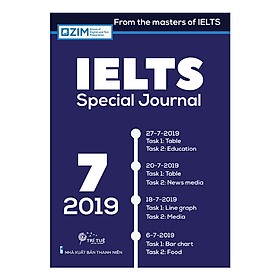 ZIM
From the masters of IELTS
IELTS
Special Journal
7
2019
27-7-2019
Task 1: Table
Task 2: Education
20-7-2019
Task 1: Table
Task 2: News media
18-7-2019
Task 1: Line graph
Task 2: Media
6-7-2019
Task 1: Bar chart
Task 2: Food
TRÍ TUỆ
NHÀ XUẤT BẢN THANH NIÊN